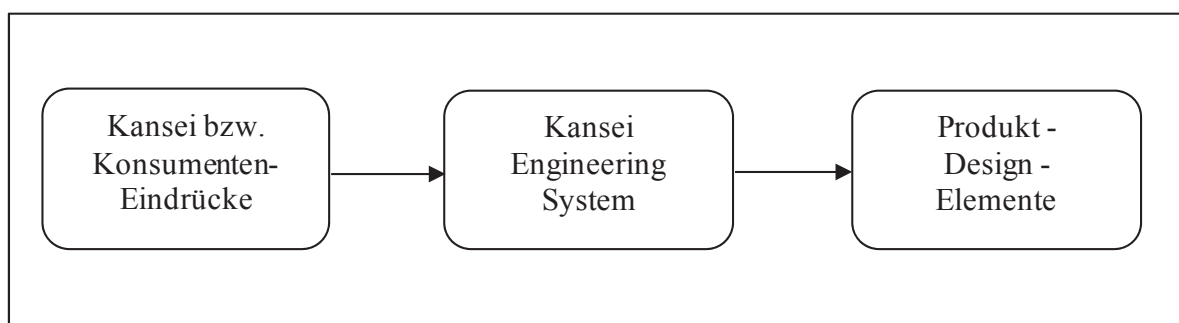 Kansei bzw.
Konsumenten-
Eindrücke
Kansei
Engineering
System
Produkt -
Design -
Elemente